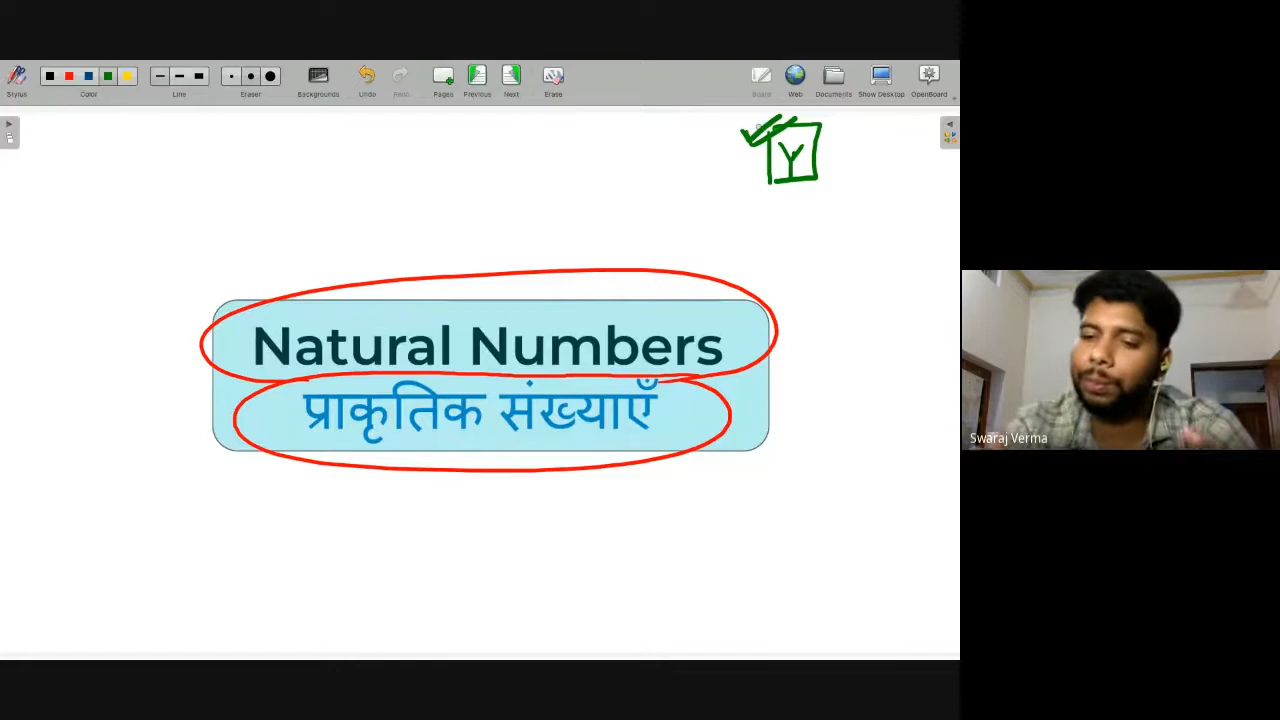 Stylus
Color
Line
Eraser
Backgrounds
Undo
Redo
Pages
Previous
Next
Erase
Board
Web
Documents
Show Desktop
OpenBoard
Y
Natural Numbers
प्राकृतिक संख्याएँ
Swaraj Verma